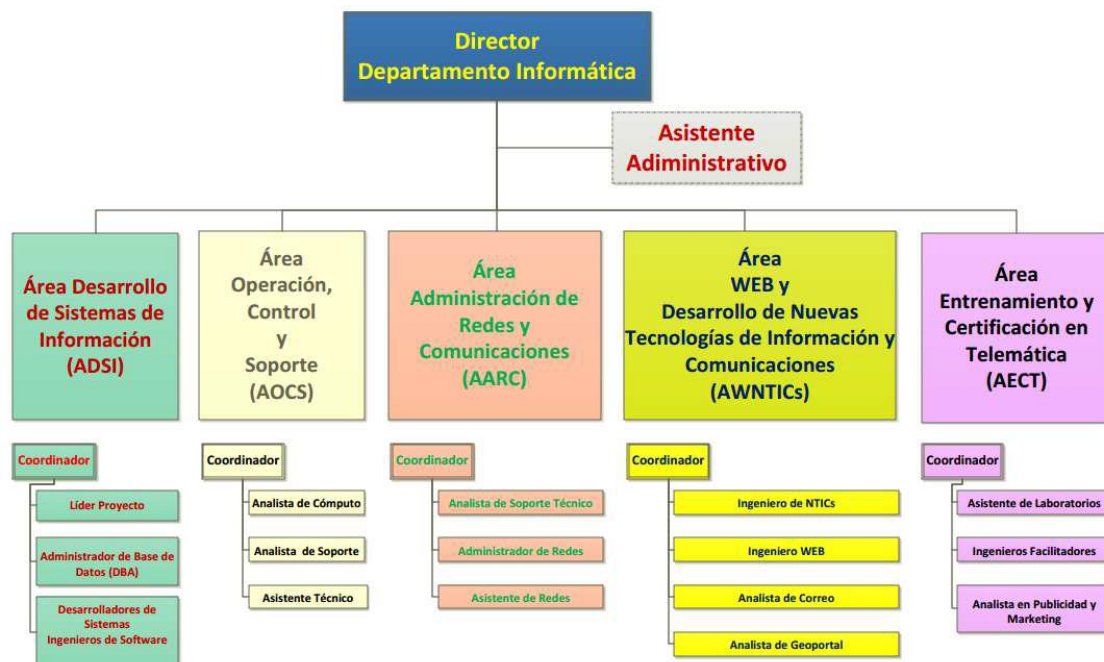 Director
Departamento Informática
Asistente
Adiministrativo
Área Desarrollo
de Sistemas de
Información
(ADSI)
Área
Operación,
Control
y
Soporte
(AOCS)
Área
Administración de
Redes y
Comunicaciones
(AARC)
Área
WEB y
Desarrollo de Nuevas
Tecnologías de Información y
Comunicaciones
(AWNTICs)
Área
Entrenamiento y
Certificación en
Telemática
(AECT)
Coordinador
Líder Proyecto
Administrador de Base de
Datos (DBA)
Desarrolladores de
Sistemas
Ingenieros de Software
Coordinador
Analista de Cómputo
Analista de Soporte
Asistente Técnico
Coordinador
Analista de Soporte Técnico
Administrador de Redes
Asistente de Redes
Coordinador
Ingeniero de NTICs
Ingeniero WEB
Analista de Correo
Analista de Geoportal
Coordinador
Asistente de Laboratorios
Ingenieros Facilitadores
Analista en Publicidad y
Marketing